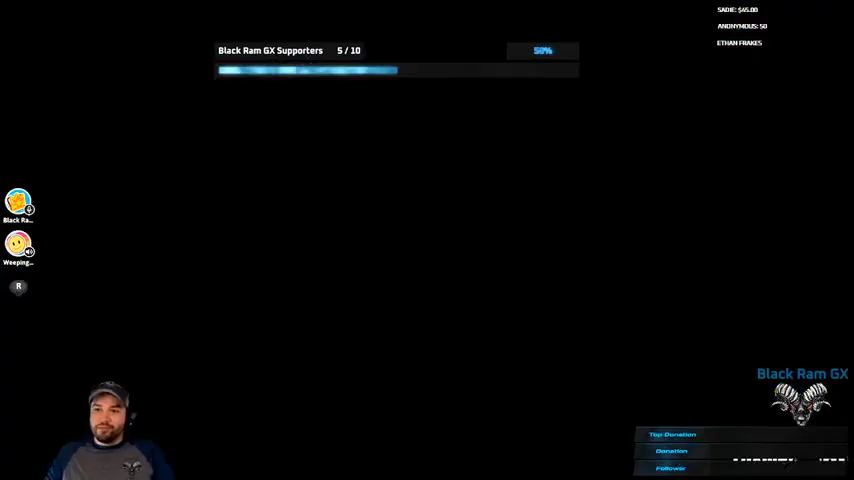 SADIE: $65.00
ANONYMOUS: 50
ETHAN FRAKES
Black Ram GX Supporters 5 / 10
50%
Black Ra...
Weeping...
R
Black Ram GX
Top Donation
Donation
Follower